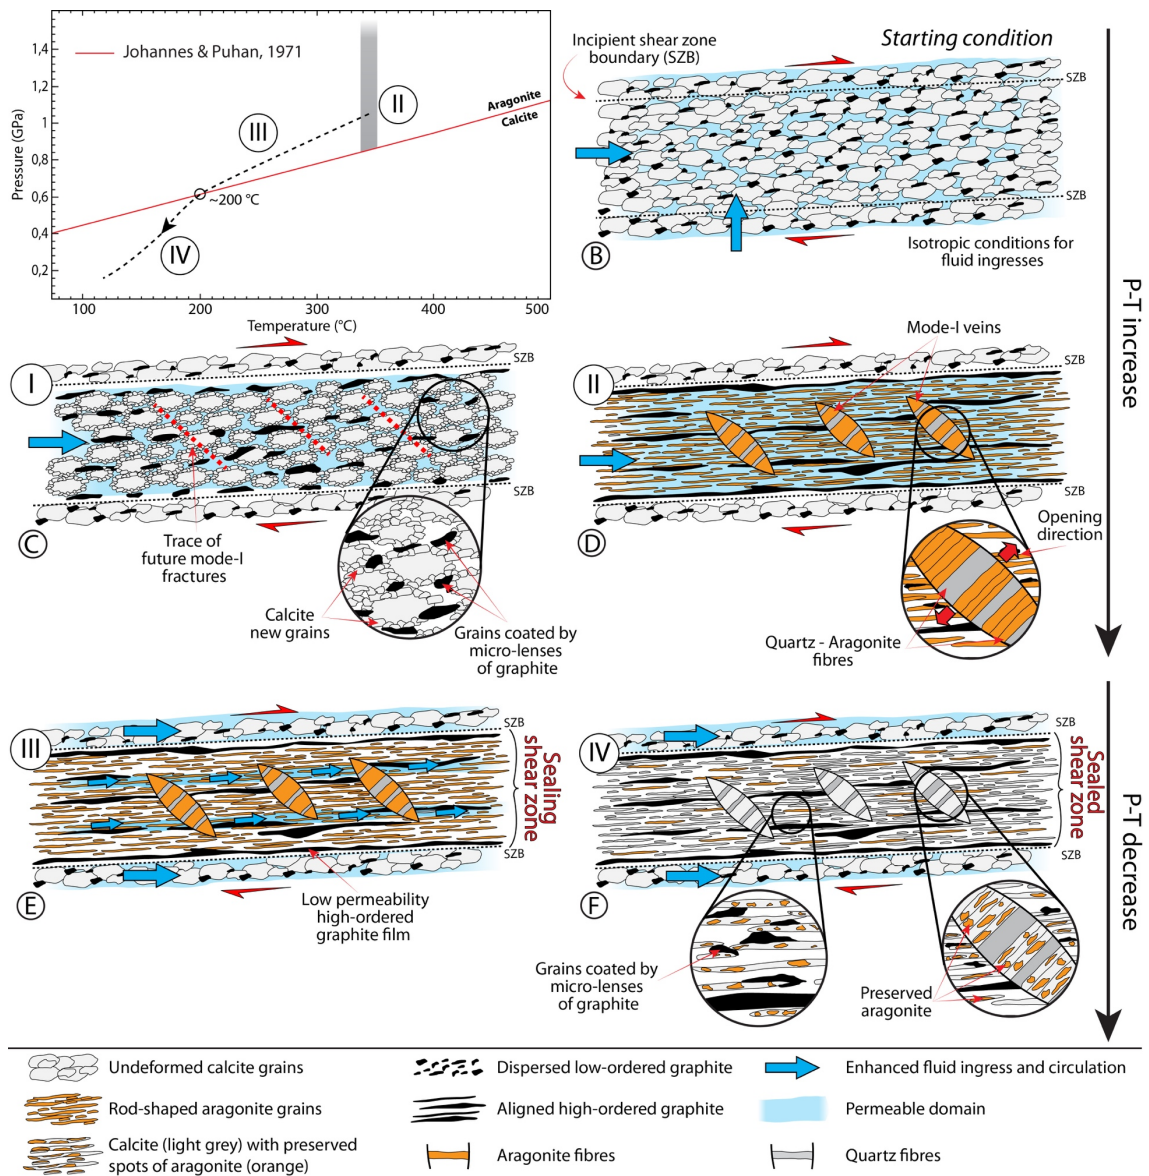 1,4
1,2
1
0,8
0,6
0,4
0,2
Pressure (GPa)
Johannes & Puhan, 1971
II
III
IV
Aragonite
Calcite
~200 °C
100
200
300
400
500
Temperature (°C)
Starting condition
Incipient shear zone
boundary (SZB)
SZB
SZB
B
Isotropic conditions for
fluid ingresses
P-T increase
I
SZB
SZB
C
Trace of
future mode-I
fractures
Calcite
new grains
Grains coated by
micro-lenses
of graphite
II
Mode-I veins
SZB
SZB
D
Opening
direction
Quartz - Aragonite
fibres
III
SZB
SZB
Sealing
shear zone
E
Low permeability
high-ordered
graphite film
IV
SZB
SZB
Sealed
shear zone
F
Grains coated by
micro-lenses
of graphite
Preserved
aragonite
P-T decrease
Undeformed calcite grains
Dispersed low-ordered graphite
Enhanced fluid ingress and circulation
Rod-shaped aragonite grains
Aligned high-ordered graphite
Permeable domain
Calcite (light grey) with preserved
spots of aragonite (orange)
Aragonite fibres
Quartz fibres